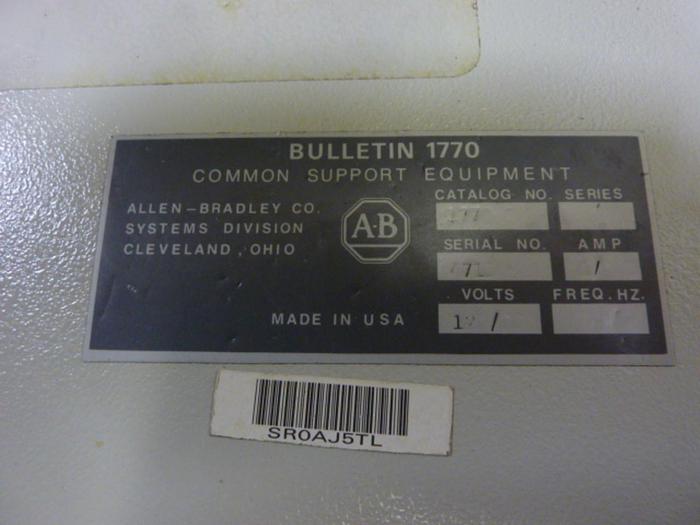 BULLETIN 1770
COMMON SUPPORT EQUIPMENT
ALLEN-BRADLEY CO.
SYSTEMS DIVISION
CLEVELAND, OHIO
A-B
CATALOG NO. SERIES
SERIAL NO. AMP
VOLTS FREQ. HZ.
MADE IN USA
SR0AJ5TL